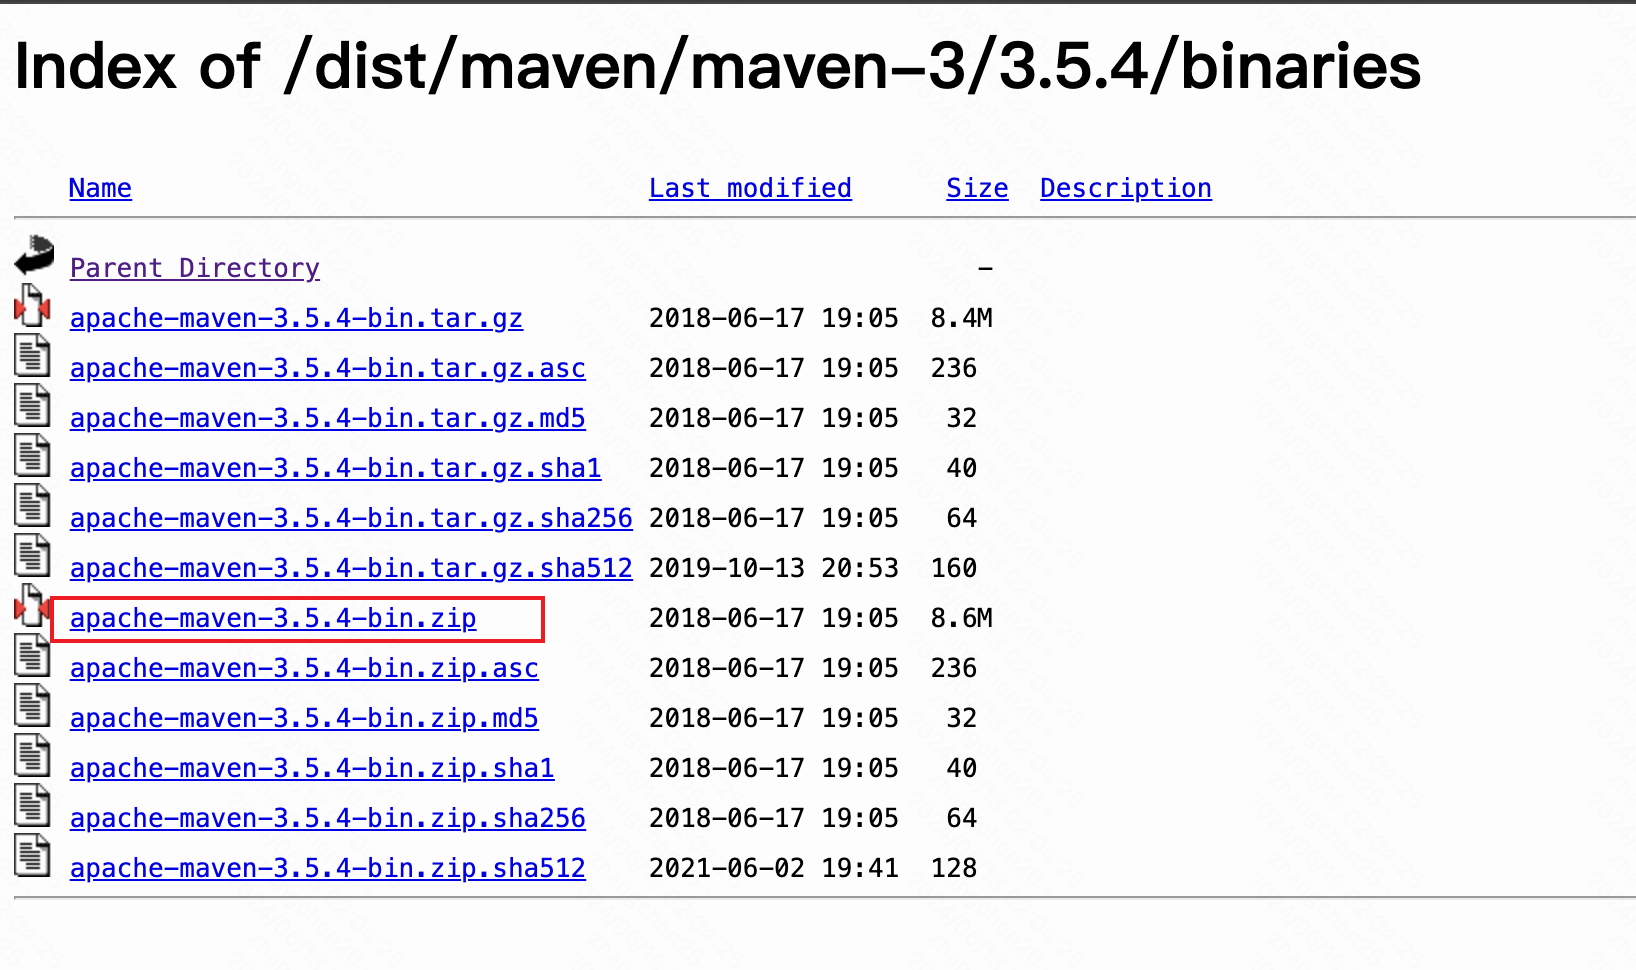 Index of /dist/maven/maven-3/3.5.4/binaries
Name Last modified Size Description
Parent Directory -
apache-maven-3.5.4-bin.tar.gz 2018-06-17 19:05 8.4M
apache-maven-3.5.4-bin.tar.gz.asc 2018-06-17 19:05 236
apache-maven-3.5.4-bin.tar.gz.md5 2018-06-17 19:05 32
apache-maven-3.5.4-bin.tar.gz.sha1 2018-06-17 19:05 40
apache-maven-3.5.4-bin.tar.gz.sha256 2018-06-17 19:05 64
apache-maven-3.5.4-bin.tar.gz.sha512 2019-10-13 20:53 160
apache-maven-3.5.4-bin.zip 2018-06-17 19:05 8.6M
apache-maven-3.5.4-bin.zip.asc 2018-06-17 19:05 236
apache-maven-3.5.4-bin.zip.md5 2018-06-17 19:05 32
apache-maven-3.5.4-bin.zip.sha1 2018-06-17 19:05 40
apache-maven-3.5.4-bin.zip.sha256 2018-06-17 19:05 64
apache-maven-3.5.4-bin.zip.sha512 2021-06-02 19:41 128